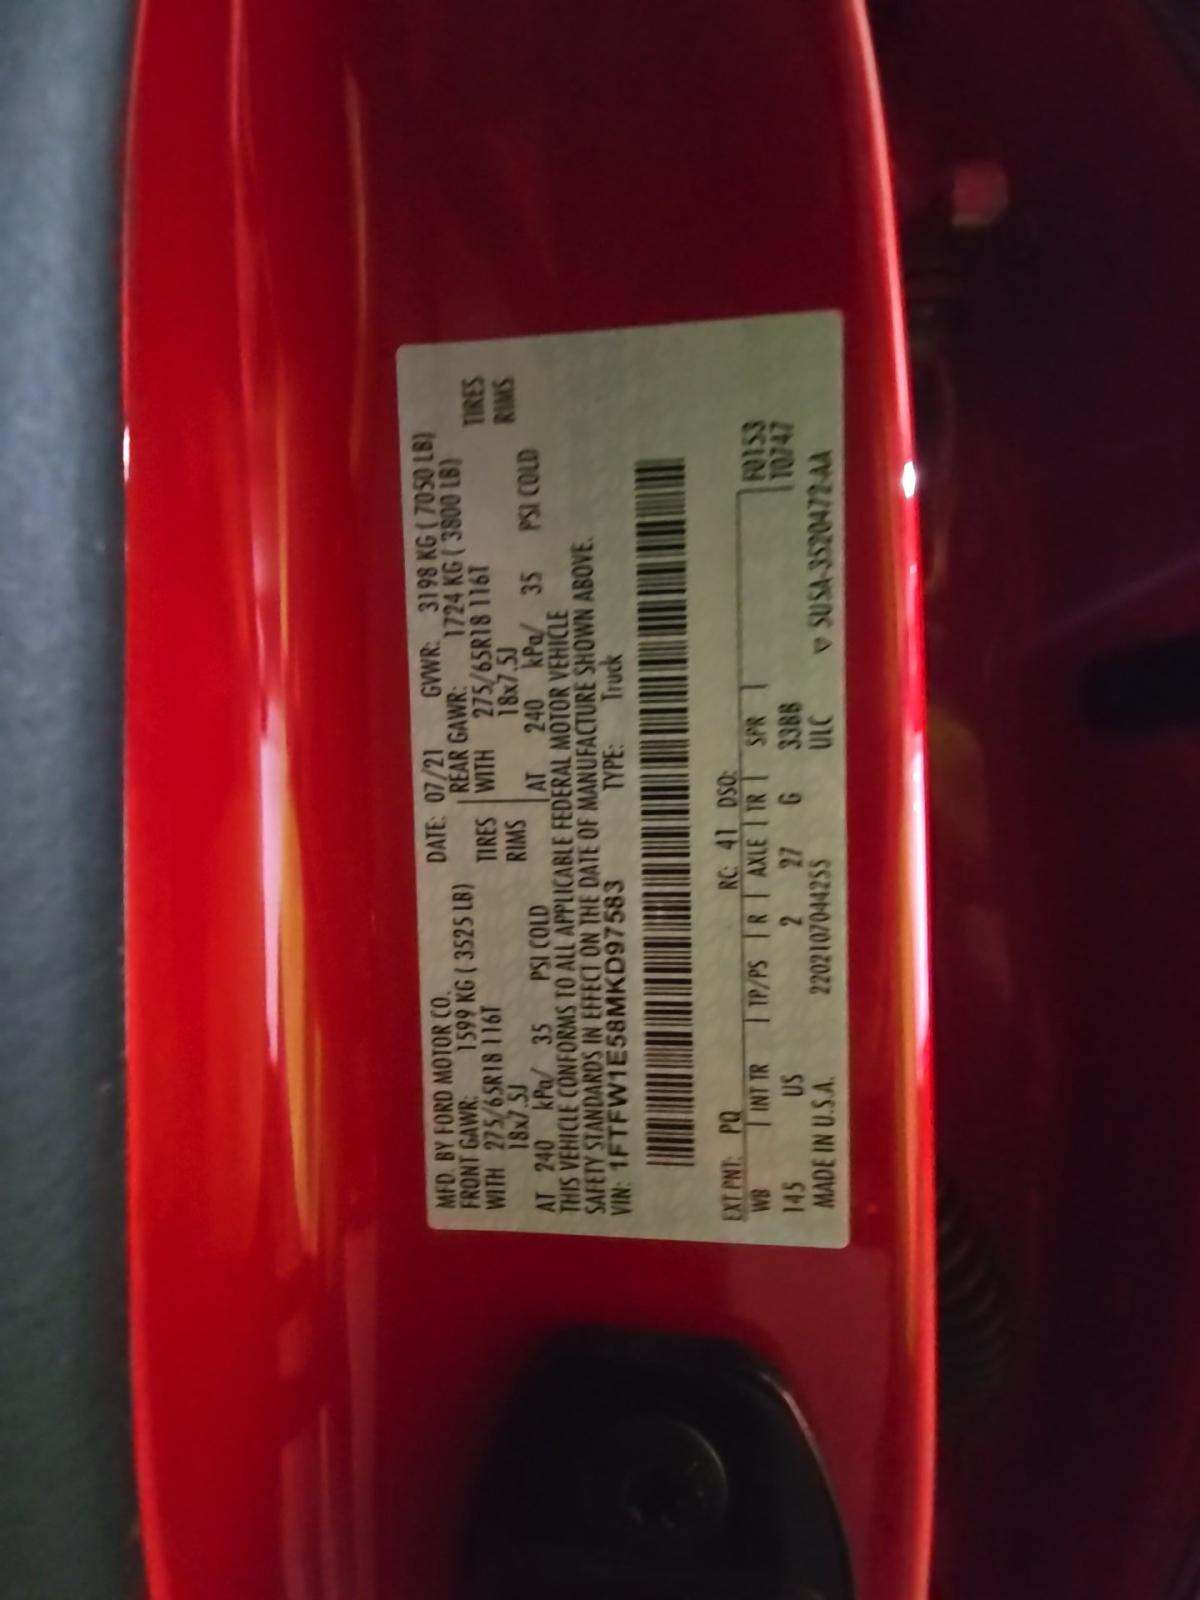 MFD. BY FORD MOTOR CO. DATE: 07/21 GVWR: 3198 KG ( 7050 LB)
FRONT GAWR: 1599 KG ( 3525 LB) REAR GAWR: 1724 KG ( 3800 LB)
WITH 275/65R18 116T TIRES WITH 275/65R18 116T TIRES
18x7.5J RIMS 18x7.5J RIMS
AT 240 kPa/ 35 PSI COLD AT 240 kPa/ 35 PSI COLD
THIS VEHICLE CONFORMS TO ALL APPLICABLE FEDERAL MOTOR VEHICLE
SAFETY STANDARDS IN EFFECT ON THE DATE OF MANUFACTURE SHOWN ABOVE.
VIN: 1FTFW1E58MKD97583 TYPE: Truck
EXT PNT: PQ RC: 41 DSO: F0153
WB | INT TR | TP/PS | R | AXLE | TR | SPR | T0747
145 US 2 27 G 33BB
MADE IN U.S.A. 2202107044255 ULC ▽ SUSA-3520472-AA